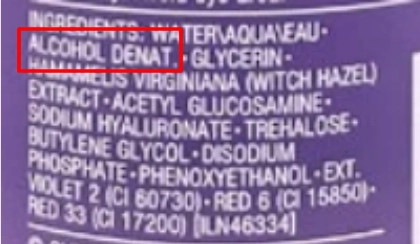 INGREDIENTS: WATER\AQUA\EAU •
ALCOHOL DENAT. • GLYCERIN •
HAMAMELIS VIRGINIANA (WITCH HAZEL)
EXTRACT • ACETYL GLUCOSAMINE •
SODIUM HYALURONATE • TREHALOSE •
BUTYLENE GLYCOL • DISODIUM
PHOSPHATE • PHENOXYETHANOL • EXT.
VIOLET 2 (CI 60730) • RED 6 (CI 15850) •
RED 33 (CI 17200) [ILN46334]